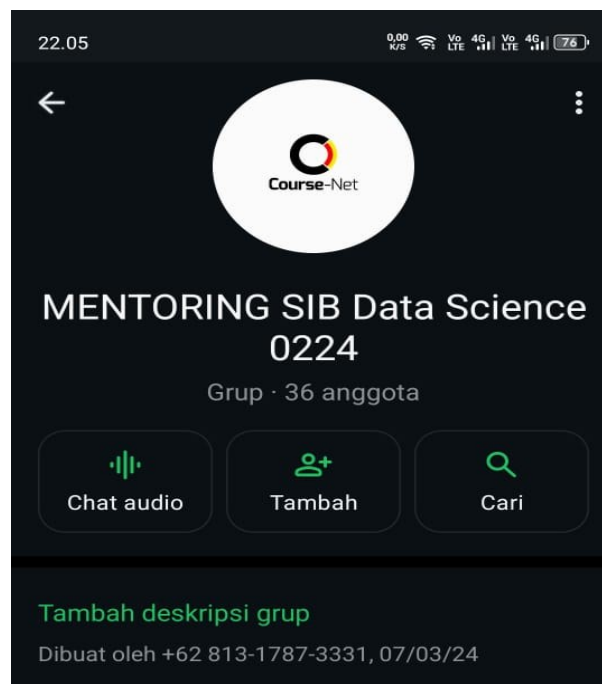 22.05 0,00 K/S Vo LTE 4G Vo LTE 4G 76
Course-Net
MENTORING SIB Data Science
0224
Grup · 36 anggota
Chat audio Tambah Cari
Tambah deskripsi grup
Dibuat oleh +62 813-1787-3331, 07/03/24